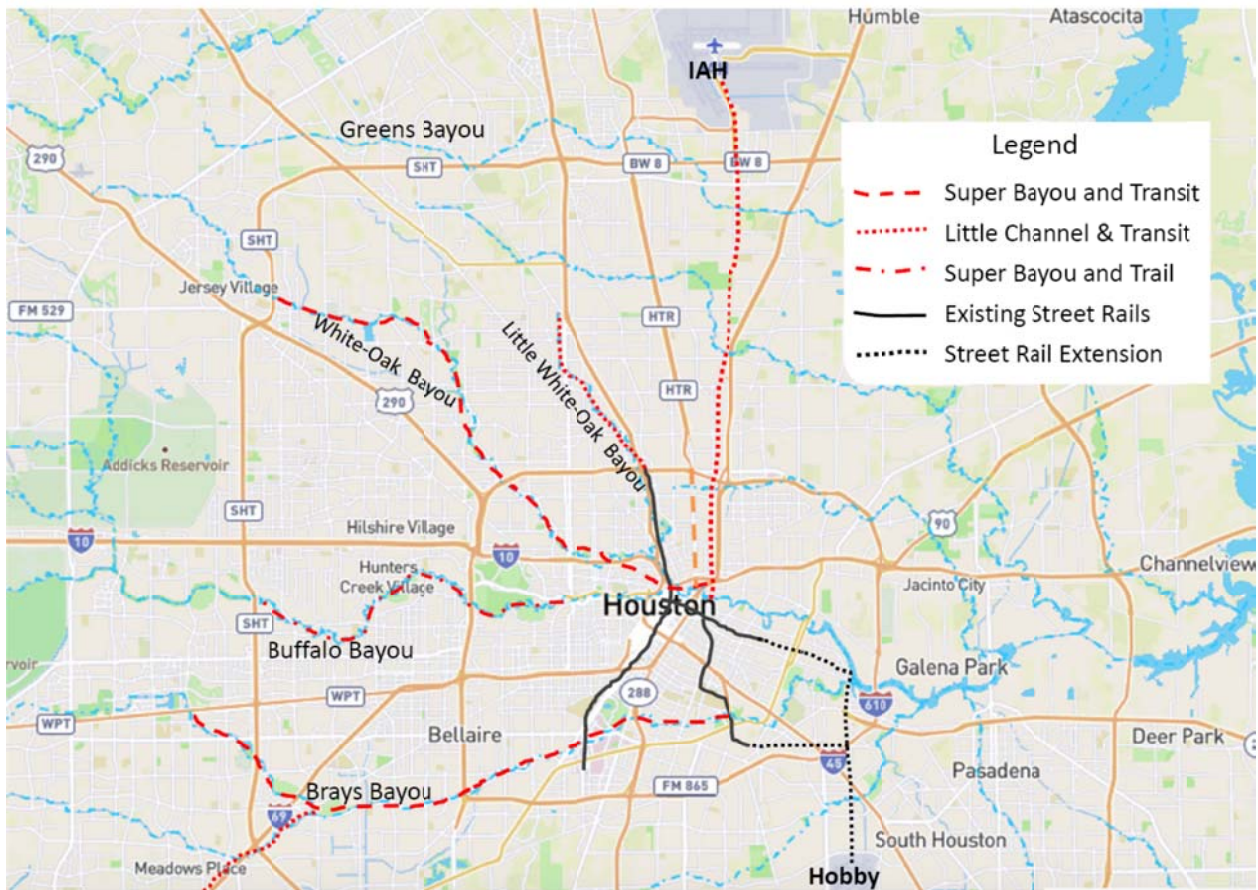 Humble
Atascocita
IAH
Greens Bayou
290
SHT
BW 8
BW 8
Legend
Super Bayou and Transit
Little Channel & Transit
Super Bayou and Trail
Existing Street Rails
Street Rail Extension
SHT
Jersey Village
FM 529
White-Oak Bayou
Little White-Oak Bayou
HTR
HTR
290
Addicks Reservoir
SHT
90
Hilshire Village
10
10
Channelview
Hunters
Creek Village
Jacinto City
Houston
SHT
Buffalo Bayou
Galena Park
WPT
288
610
WPT
Bellaire
Deer Park
45
Pasadena
FM 865
Brays Bayou
69
South Houston
Meadows Place
Hobby